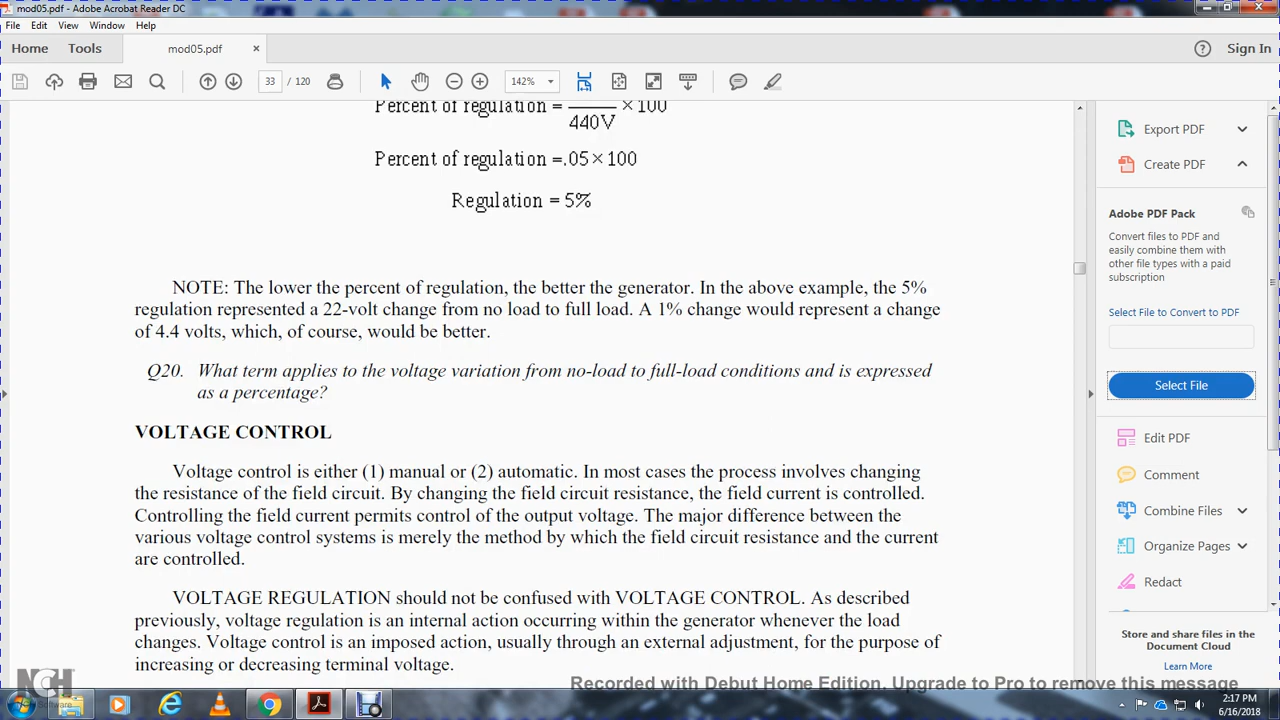 mod05.pdf - Adobe Acrobat Reader DC
File Edit View Window Help
Home Tools mod05.pdf × Sign In
33 / 120 142%
Percent of regulation = × 100
440V
Percent of regulation =.05×100
Regulation = 5%
NOTE: The lower the percent of regulation, the better the generator. In the above example, the 5%
regulation represented a 22-volt change from no load to full load. A 1% change would represent a change
of 4.4 volts, which, of course, would be better.
Q20. What term applies to the voltage variation from no-load to full-load conditions and is expressed
as a percentage?
VOLTAGE CONTROL
Voltage control is either (1) manual or (2) automatic. In most cases the process involves changing
the resistance of the field circuit. By changing the field circuit resistance, the field current is controlled.
Controlling the field current permits control of the output voltage. The major difference between the
various voltage control systems is merely the method by which the field circuit resistance and the current
are controlled.
VOLTAGE REGULATION should not be confused with VOLTAGE CONTROL. As described
previously, voltage regulation is an internal action occurring within the generator whenever the load
changes. Voltage control is an imposed action, usually through an external adjustment, for the purpose of
increasing or decreasing terminal voltage.
Export PDF
Create PDF
Adobe PDF Pack
Convert files to PDF and
easily combine them with
other file types with a paid
subscription
Select File to Convert to PDF
Select File
Edit PDF
Comment
Combine Files
Organize Pages
Redact
Store and share files in the
Document Cloud
Learn More
NCH
Software
Recorded with Debut Home Edition. Upgrade to Pro to remove this message
2:17 PM
6/16/2018